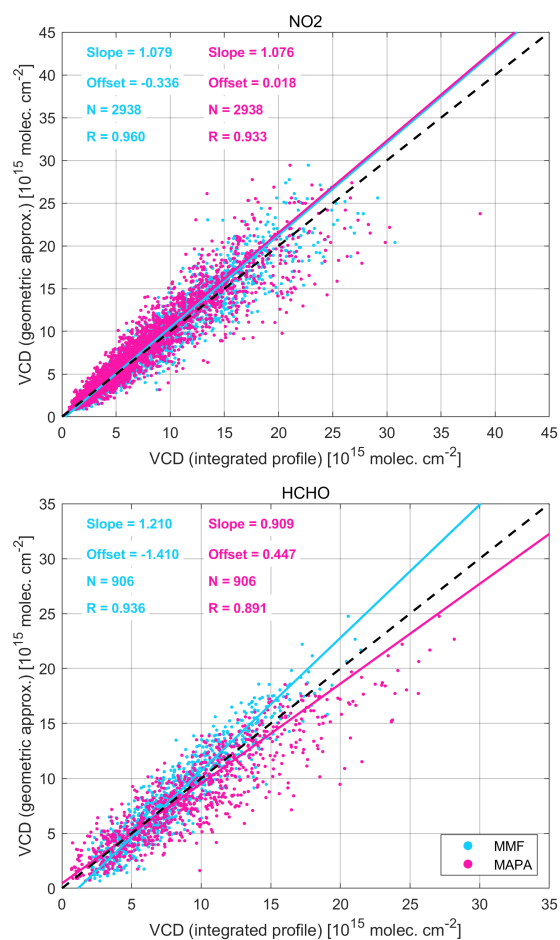 NO2
Slope = 1.079 Slope = 1.076
Offset = -0.336 Offset = 0.018
N = 2938 N = 2938
R = 0.960 R = 0.933
45
40
35
30
25
20
15
10
5
0
VCD (geometric approx.) [10^15 molec. cm^-2]
0 5 10 15 20 25 30 35 40 45
VCD (integrated profile) [10^15 molec. cm^-2]
HCHO
Slope = 1.210 Slope = 0.909
Offset = -1.410 Offset = 0.447
N = 906 N = 906
R = 0.936 R = 0.891
35
30
25
20
15
10
5
0
VCD (geometric approx.) [10^15 molec. cm^-2]
MMF
MAPA
0 5 10 15 20 25 30 35
VCD (integrated profile) [10^15 molec. cm^-2]